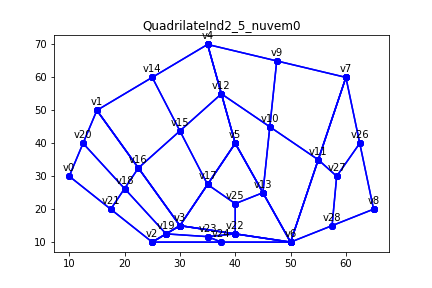 QuadrilateInd2_5_nuvem0
v4
v9
70
v14
v7
60
v12
v1
50
v15
v10
v20
v5
v26
40
v16
v11
v0
v18
v17
v13
v27
30
v21
v25
v8
20
v3
v19
v23
v22
v28
v2
v24
v6
10
10
20
30
40
50
60